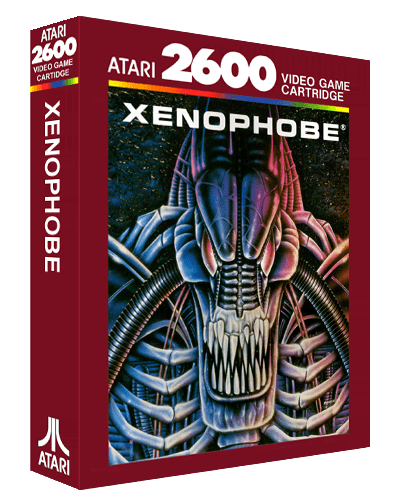 ATARI
2600
VIDEO GAME
CARTRIDGE
XENOPHOBE
ATARI
ATARI 2600 VIDEO GAME
CARTRIDGE
XENOPHOBE®